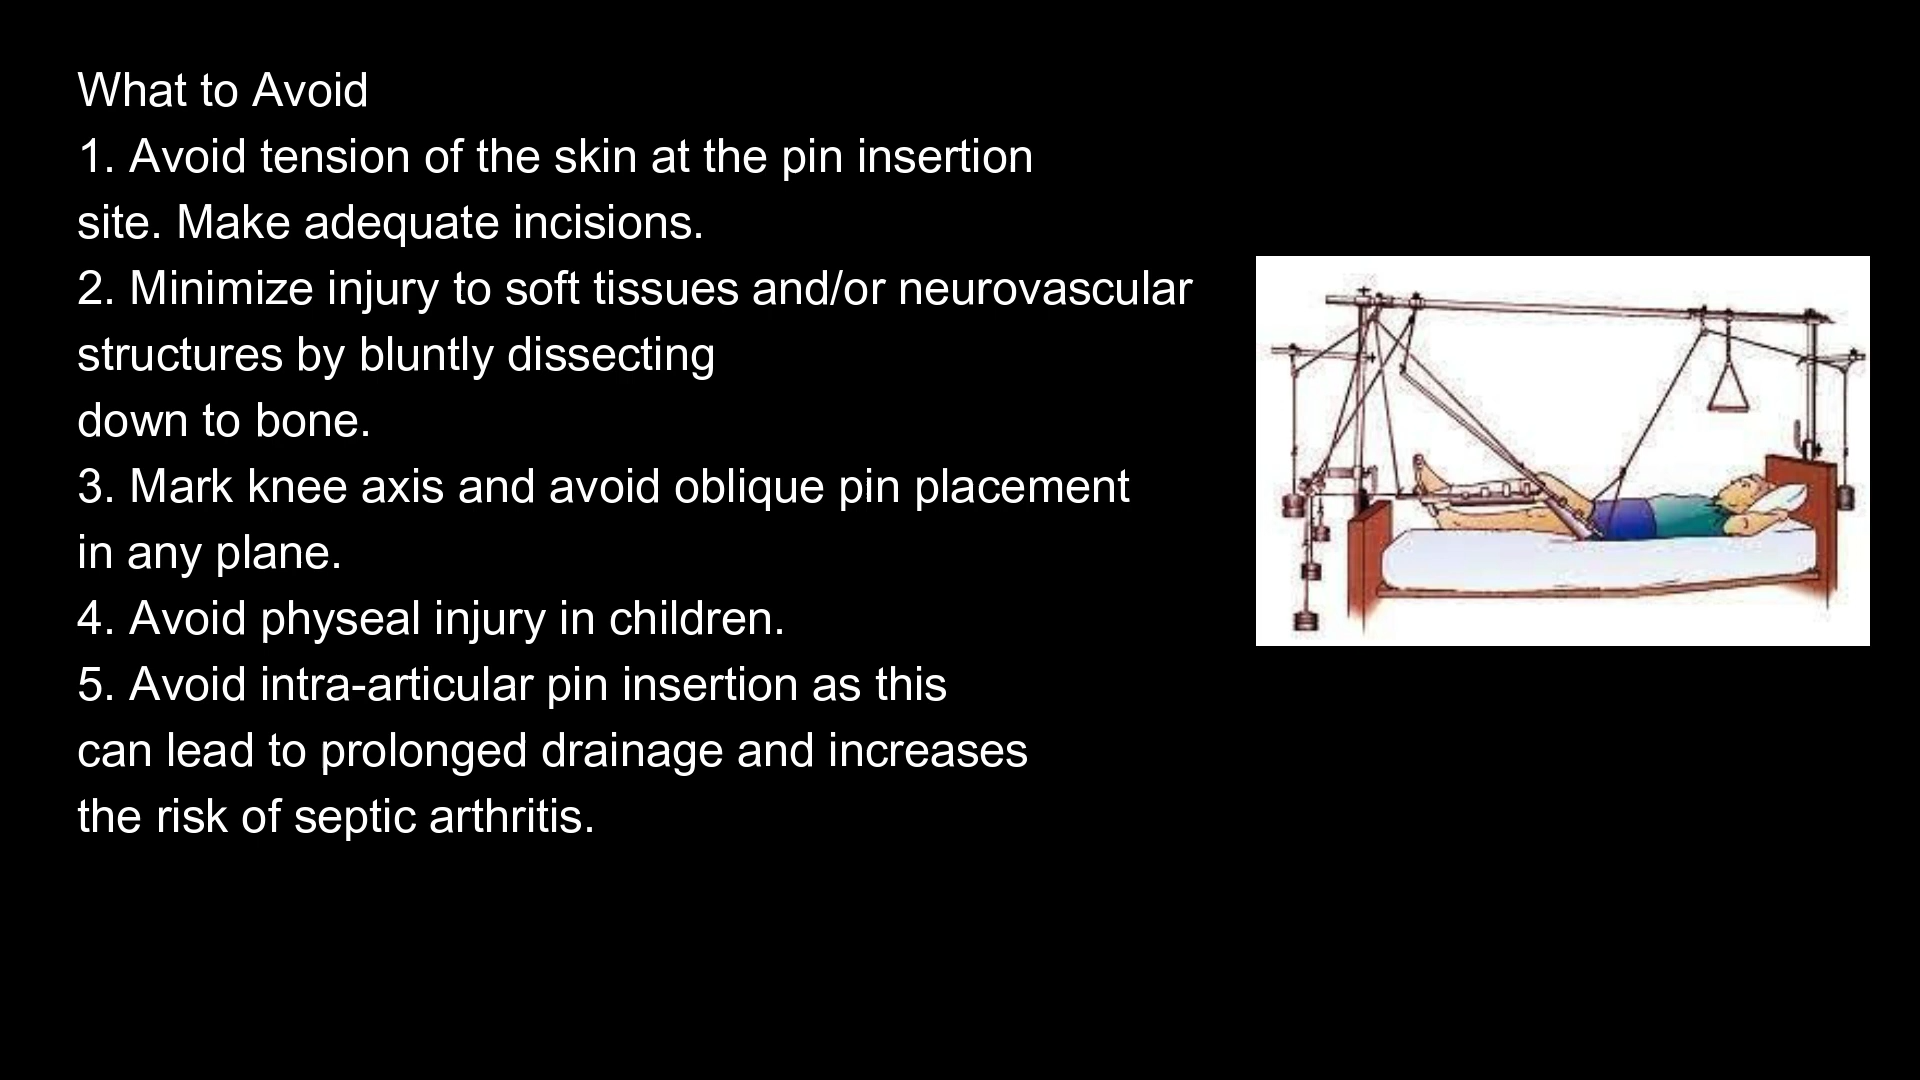 What to Avoid
1. Avoid tension of the skin at the pin insertion
site. Make adequate incisions.
2. Minimize injury to soft tissues and/or neurovascular
structures by bluntly dissecting
down to bone.
3. Mark knee axis and avoid oblique pin placement
in any plane.
4. Avoid physeal injury in children.
5. Avoid intra-articular pin insertion as this
can lead to prolonged drainage and increases
the risk of septic arthritis.